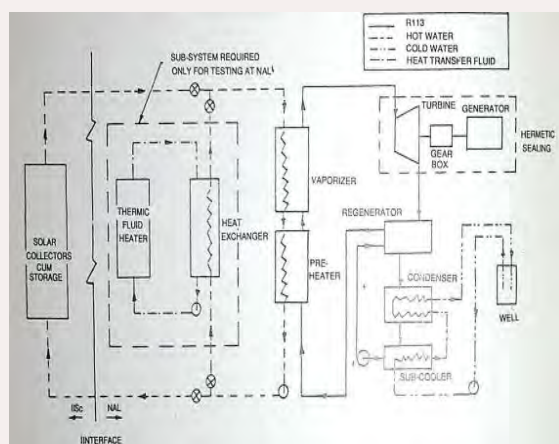 R113
HOT WATER
COLD WATER
HEAT TRANSFER FLUID
SUB-SYSTEM REQUIRED
ONLY FOR TESTING AT NAL
TURBINE
GENERATOR
GEAR
BOX
HERMETIC
SEALING
VAPORIZER
REGENERATOR
THERMIC
FLUID
HEATER
HEAT
EXCHANGER
SOLAR
COLLECTORS
CUM
STORAGE
PRE-
HEATER
CONDENSER
WELL
SUB-COOLER
IISc
NAL
IINTERFACE